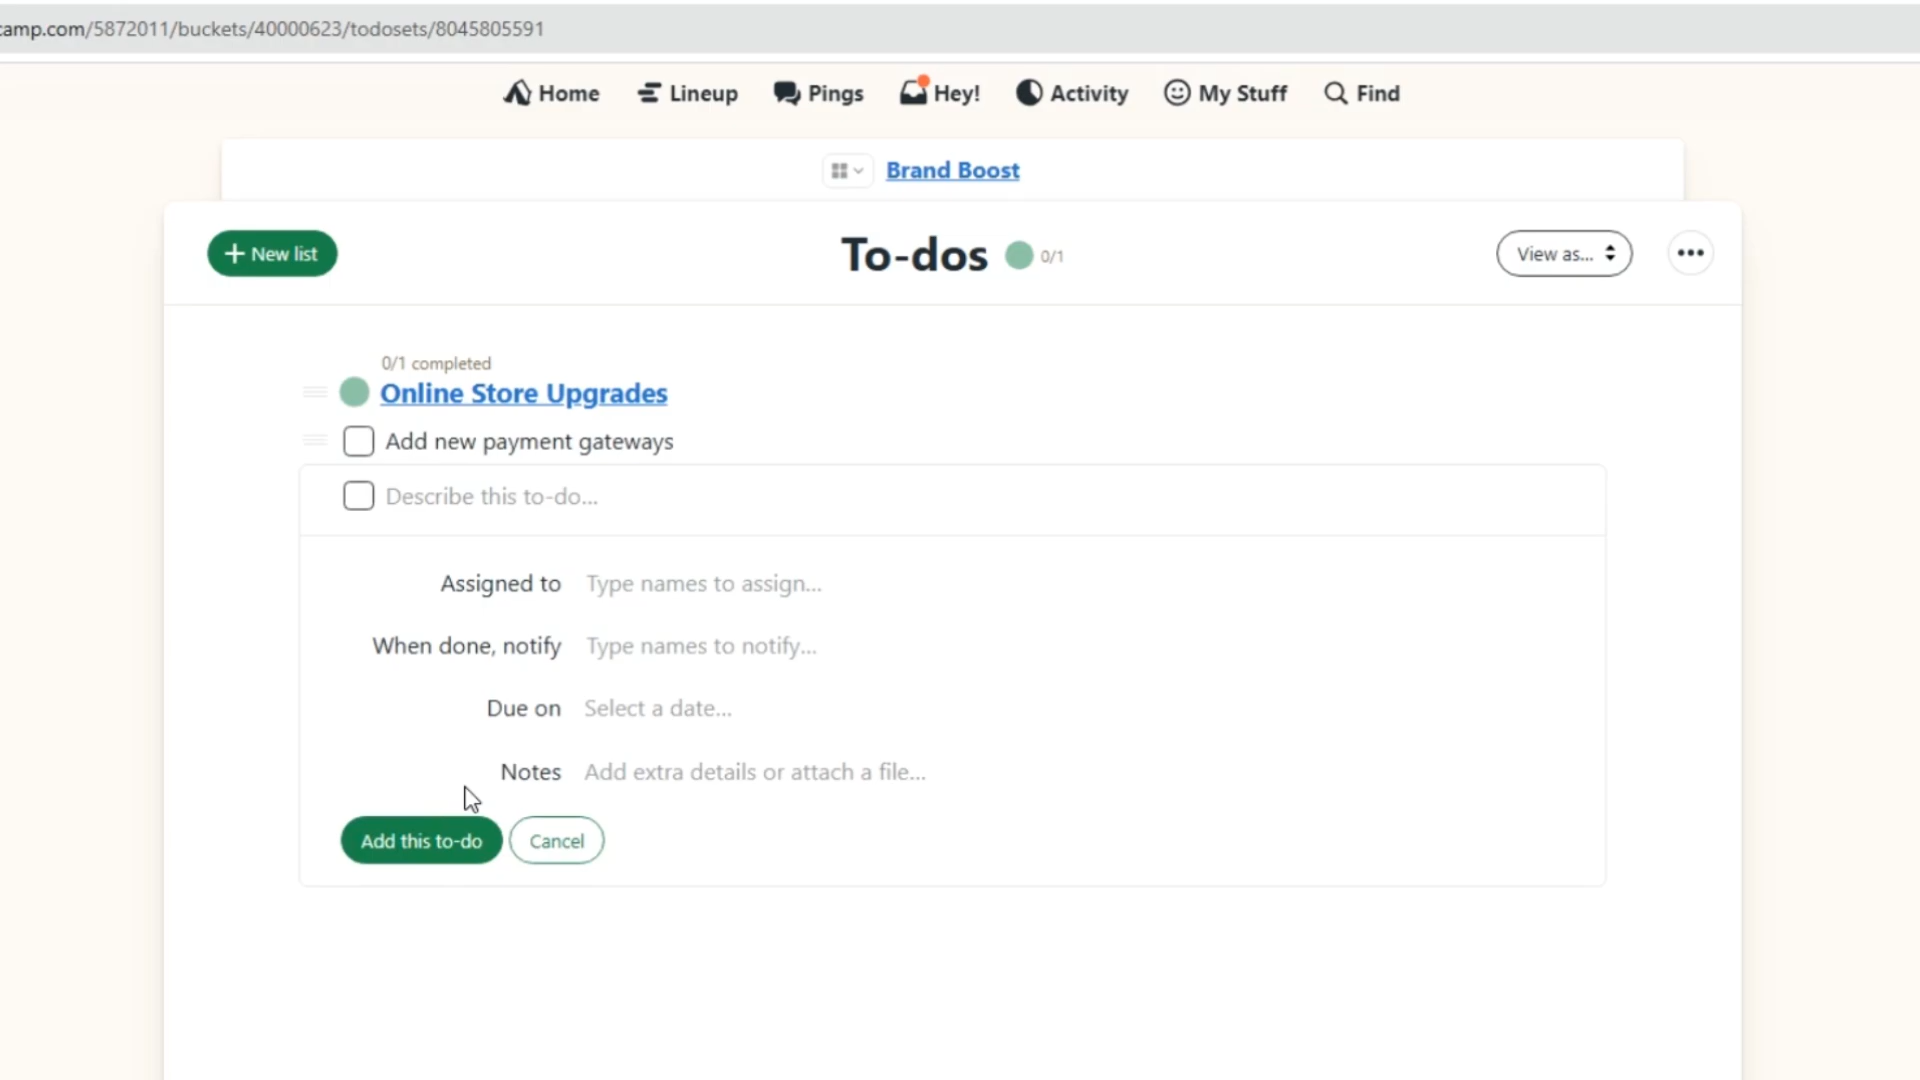 camp.com/5872011/buckets/40000623/todosets/8045805591
Home Lineup Pings Hey! Activity My Stuff Find
Brand Boost
+ New list To-dos 0/1 View as... •••
0/1 completed
Online Store Upgrades
Add new payment gateways
Describe this to-do...
Assigned to Type names to assign...
When done, notify Type names to notify...
Due on Select a date...
Notes Add extra details or attach a file...
Add this to-do Cancel